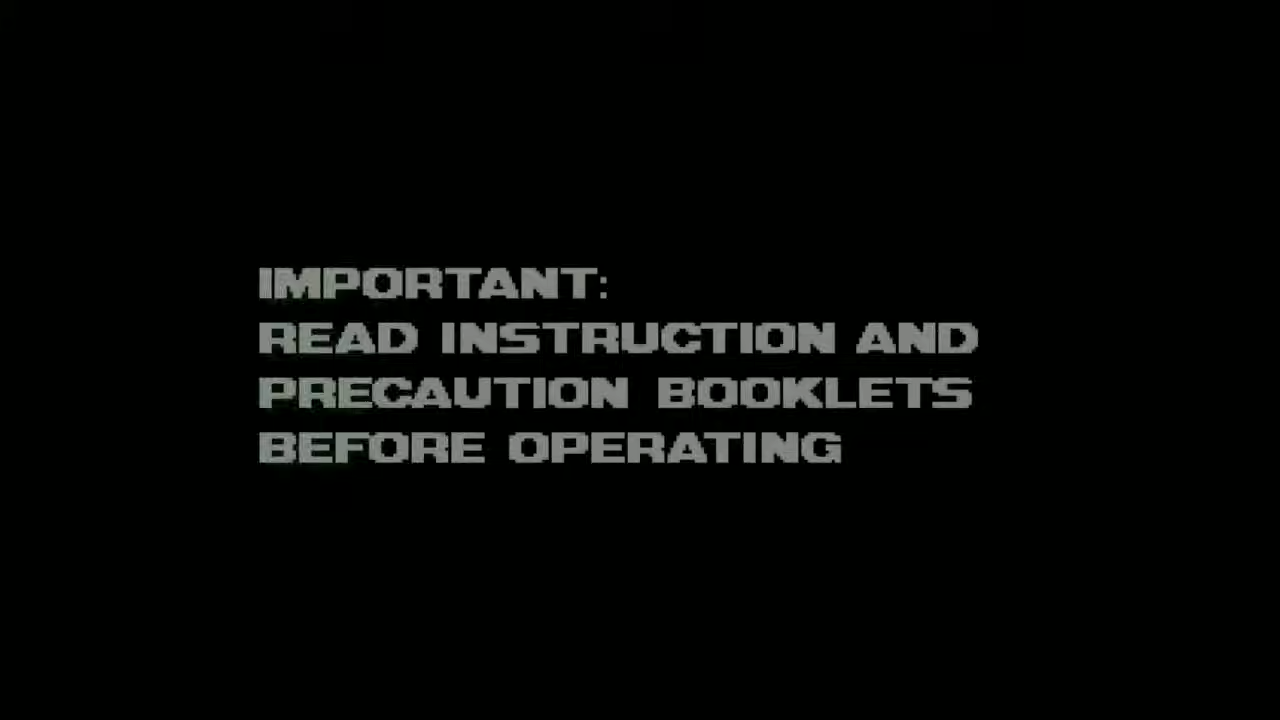 IMPORTANT:
READ INSTRUCTION AND
PRECAUTION BOOKLETS
BEFORE OPERATING